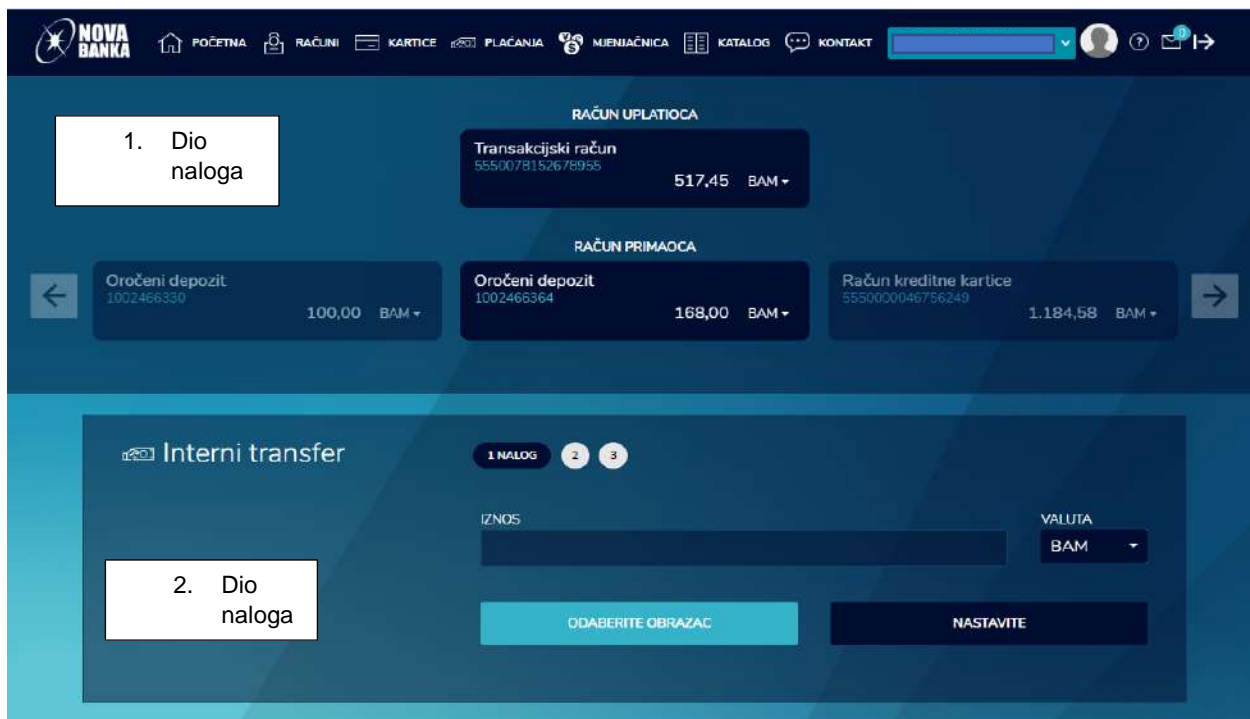 NOVA
BANKA
POČETNA
RAČUNI
KARTICE
PLAĆANJA
MJENJAČNICA
KATALOG
KONTAKT
0
1. Dio
naloga
RAČUN UPLATIOCA
Transakcijski račun
5550078152678955
517,45 BAM
RAČUN PRIMAOCA
Oročeni depozit
1002466330
100,00 BAM
Oročeni depozit
1002466364
168,00 BAM
Račun kreditne kartice
5550000046756249
1.184,58 BAM
Interni transfer
1 NALOG 2 3
IZNOS
VALUTA
BAM
2. Dio
naloga
ODABERITE OBRAZAC
NASTAVITE